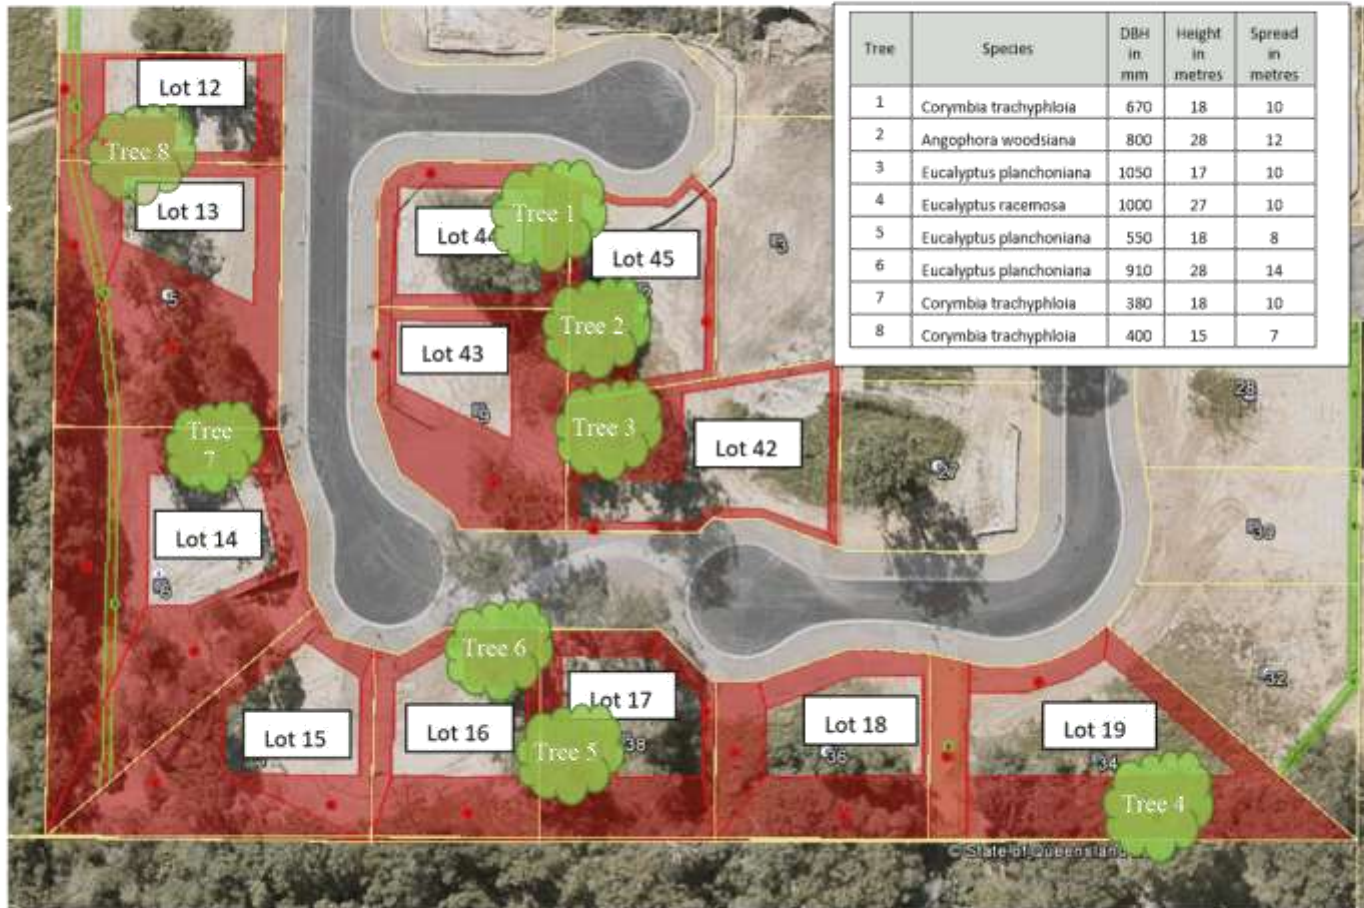 Tree Species DBH in mm Height in metres Spread in metres
1 Corymbia trachyphloia 670 18 10
2 Angophora woodsiana 800 28 12
3 Eucalyptus planchoniana 1050 17 10
4 Eucalyptus racemosa 1000 27 10
5 Eucalyptus planchoniana 550 18 8
6 Eucalyptus planchoniana 910 28 14
7 Corymbia trachyphloia 380 18 10
8 Corymbia trachyphloia 400 15 7
Lot 12
Tree 8
Lot 13
Tree 1
Lot 44
Lot 45
3
5
Tree 2
Lot 43
9
28
Tree 3
Tree
7
Lot 42
27
Lot 14
39
6
Tree 6
32
Lot 17
Lot 15
Lot 16
38
Tree 5
Lot 18
36
Lot 19
34
Tree 4
© State of Queensland